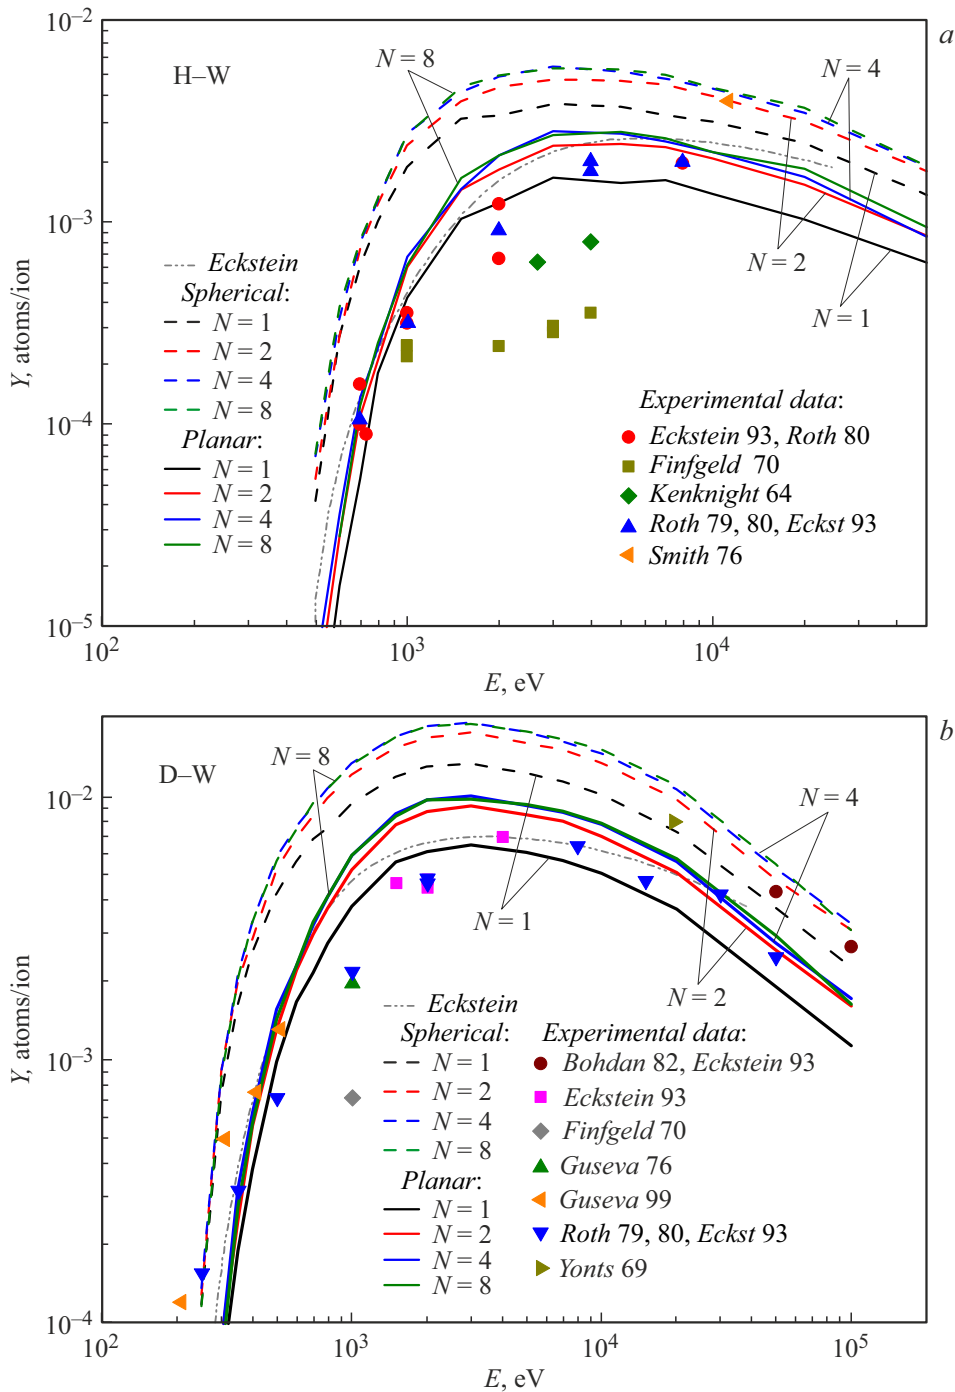 10⁻²
a
H–W
N = 8
N = 4
10⁻³
Eckstein
Spherical:
N = 1
N = 2
N = 4
N = 8
Planar:
N = 1
N = 2
N = 4
N = 8
N = 2
N = 1
Experimental data:
Eckstein 93, Roth 80
Finfgeld 70
Kenknight 64
Roth 79, 80, Eckst 93
Smith 76
Y, atoms/ion
10⁻⁴
10⁻⁵
10² 10³ 10⁴
E, eV
b
D–W
N = 8
N = 4
10⁻²
N = 1
N = 2
Y, atoms/ion
10⁻³
Eckstein
Spherical:
N = 1
N = 2
N = 4
N = 8
Planar:
N = 1
N = 2
N = 4
N = 8
Experimental data:
Bohdan 82, Eckstein 93
Eckstein 93
Finfgeld 70
Guseva 76
Guseva 99
Roth 79, 80, Eckst 93
Yonts 69
10⁻⁴
10² 10³ 10⁴ 10⁵
E, eV